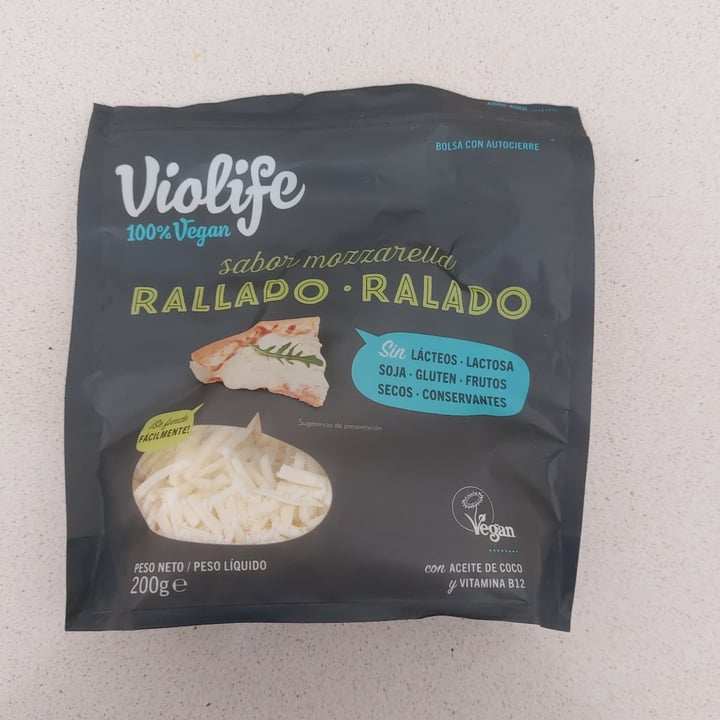 BOLSA CON AUTOCIERRE
Violife
100% Vegan
sabor mozzarella
RALLADO · RALADO
Sin LÁCTEOS · LACTOSA
SOJA · GLUTEN · FRUTOS
SECOS · CONSERVANTES
¡Se funde
FÁCILMENTE!
Sugerencia de presentación
Vegan
PESO NETO / PESO LÍQUIDO
200g e
con ACEITE DE COCO
y VITAMINA B12